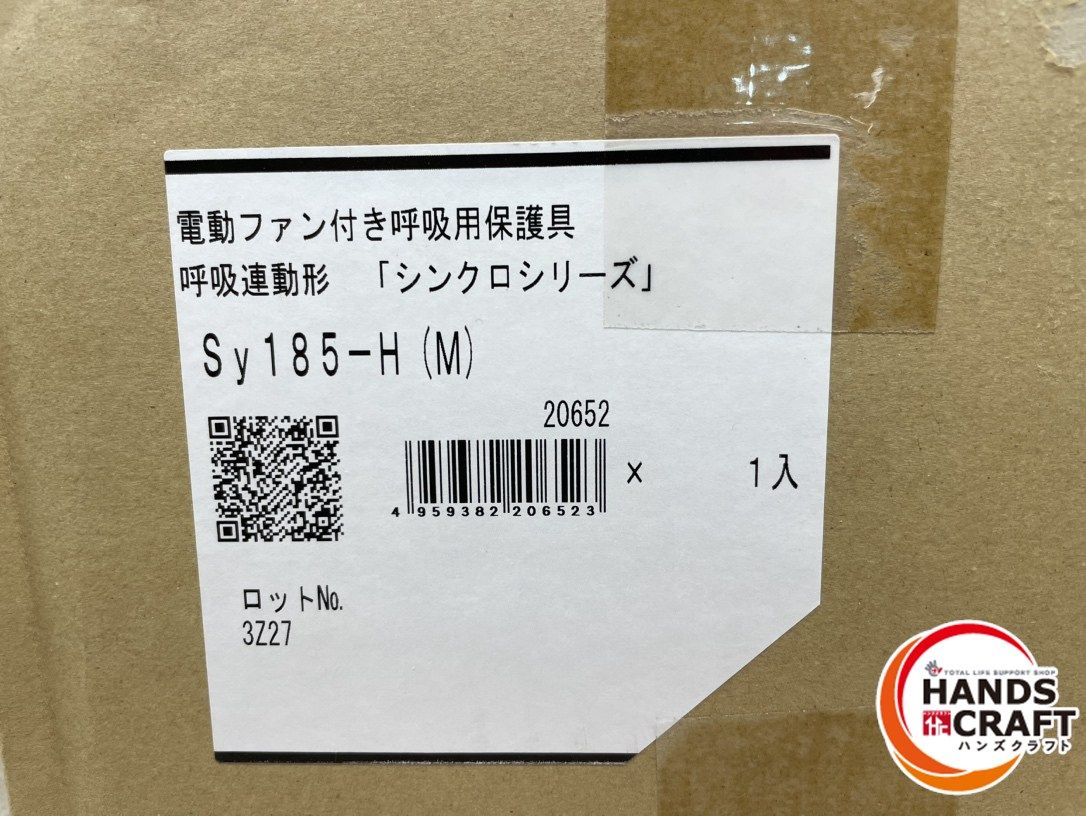 電動ファン付き呼吸用保護具
呼吸連動形 「シンクロシリーズ」
Sy185-H(M)
20652
4 959382 206523
× 1入
ロットNo.
3Z27
TOTAL LIFE SUPPORT SHOP
HANDS
CRAFT
ハンズクラフト